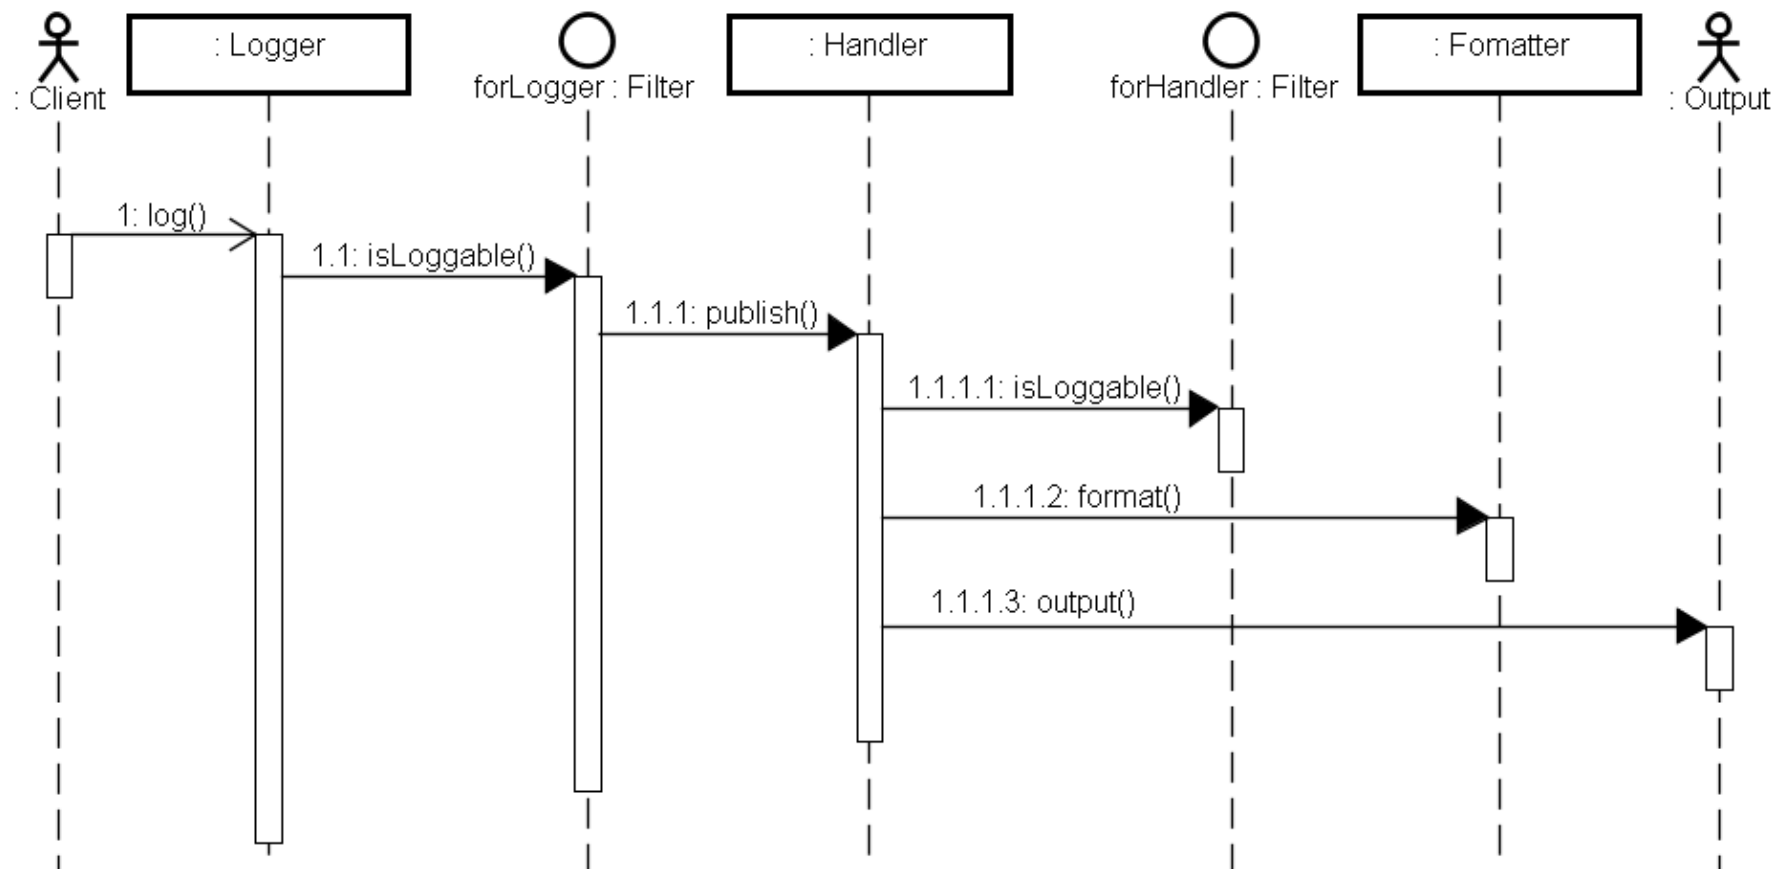 : Client
: Logger
forLogger : Filter
: Handler
forHandler : Filter
: Fomatter
: Output
1: log()
1.1: isLoggable()
1.1.1: publish()
1.1.1.1: isLoggable()
1.1.1.2: format()
1.1.1.3: output()